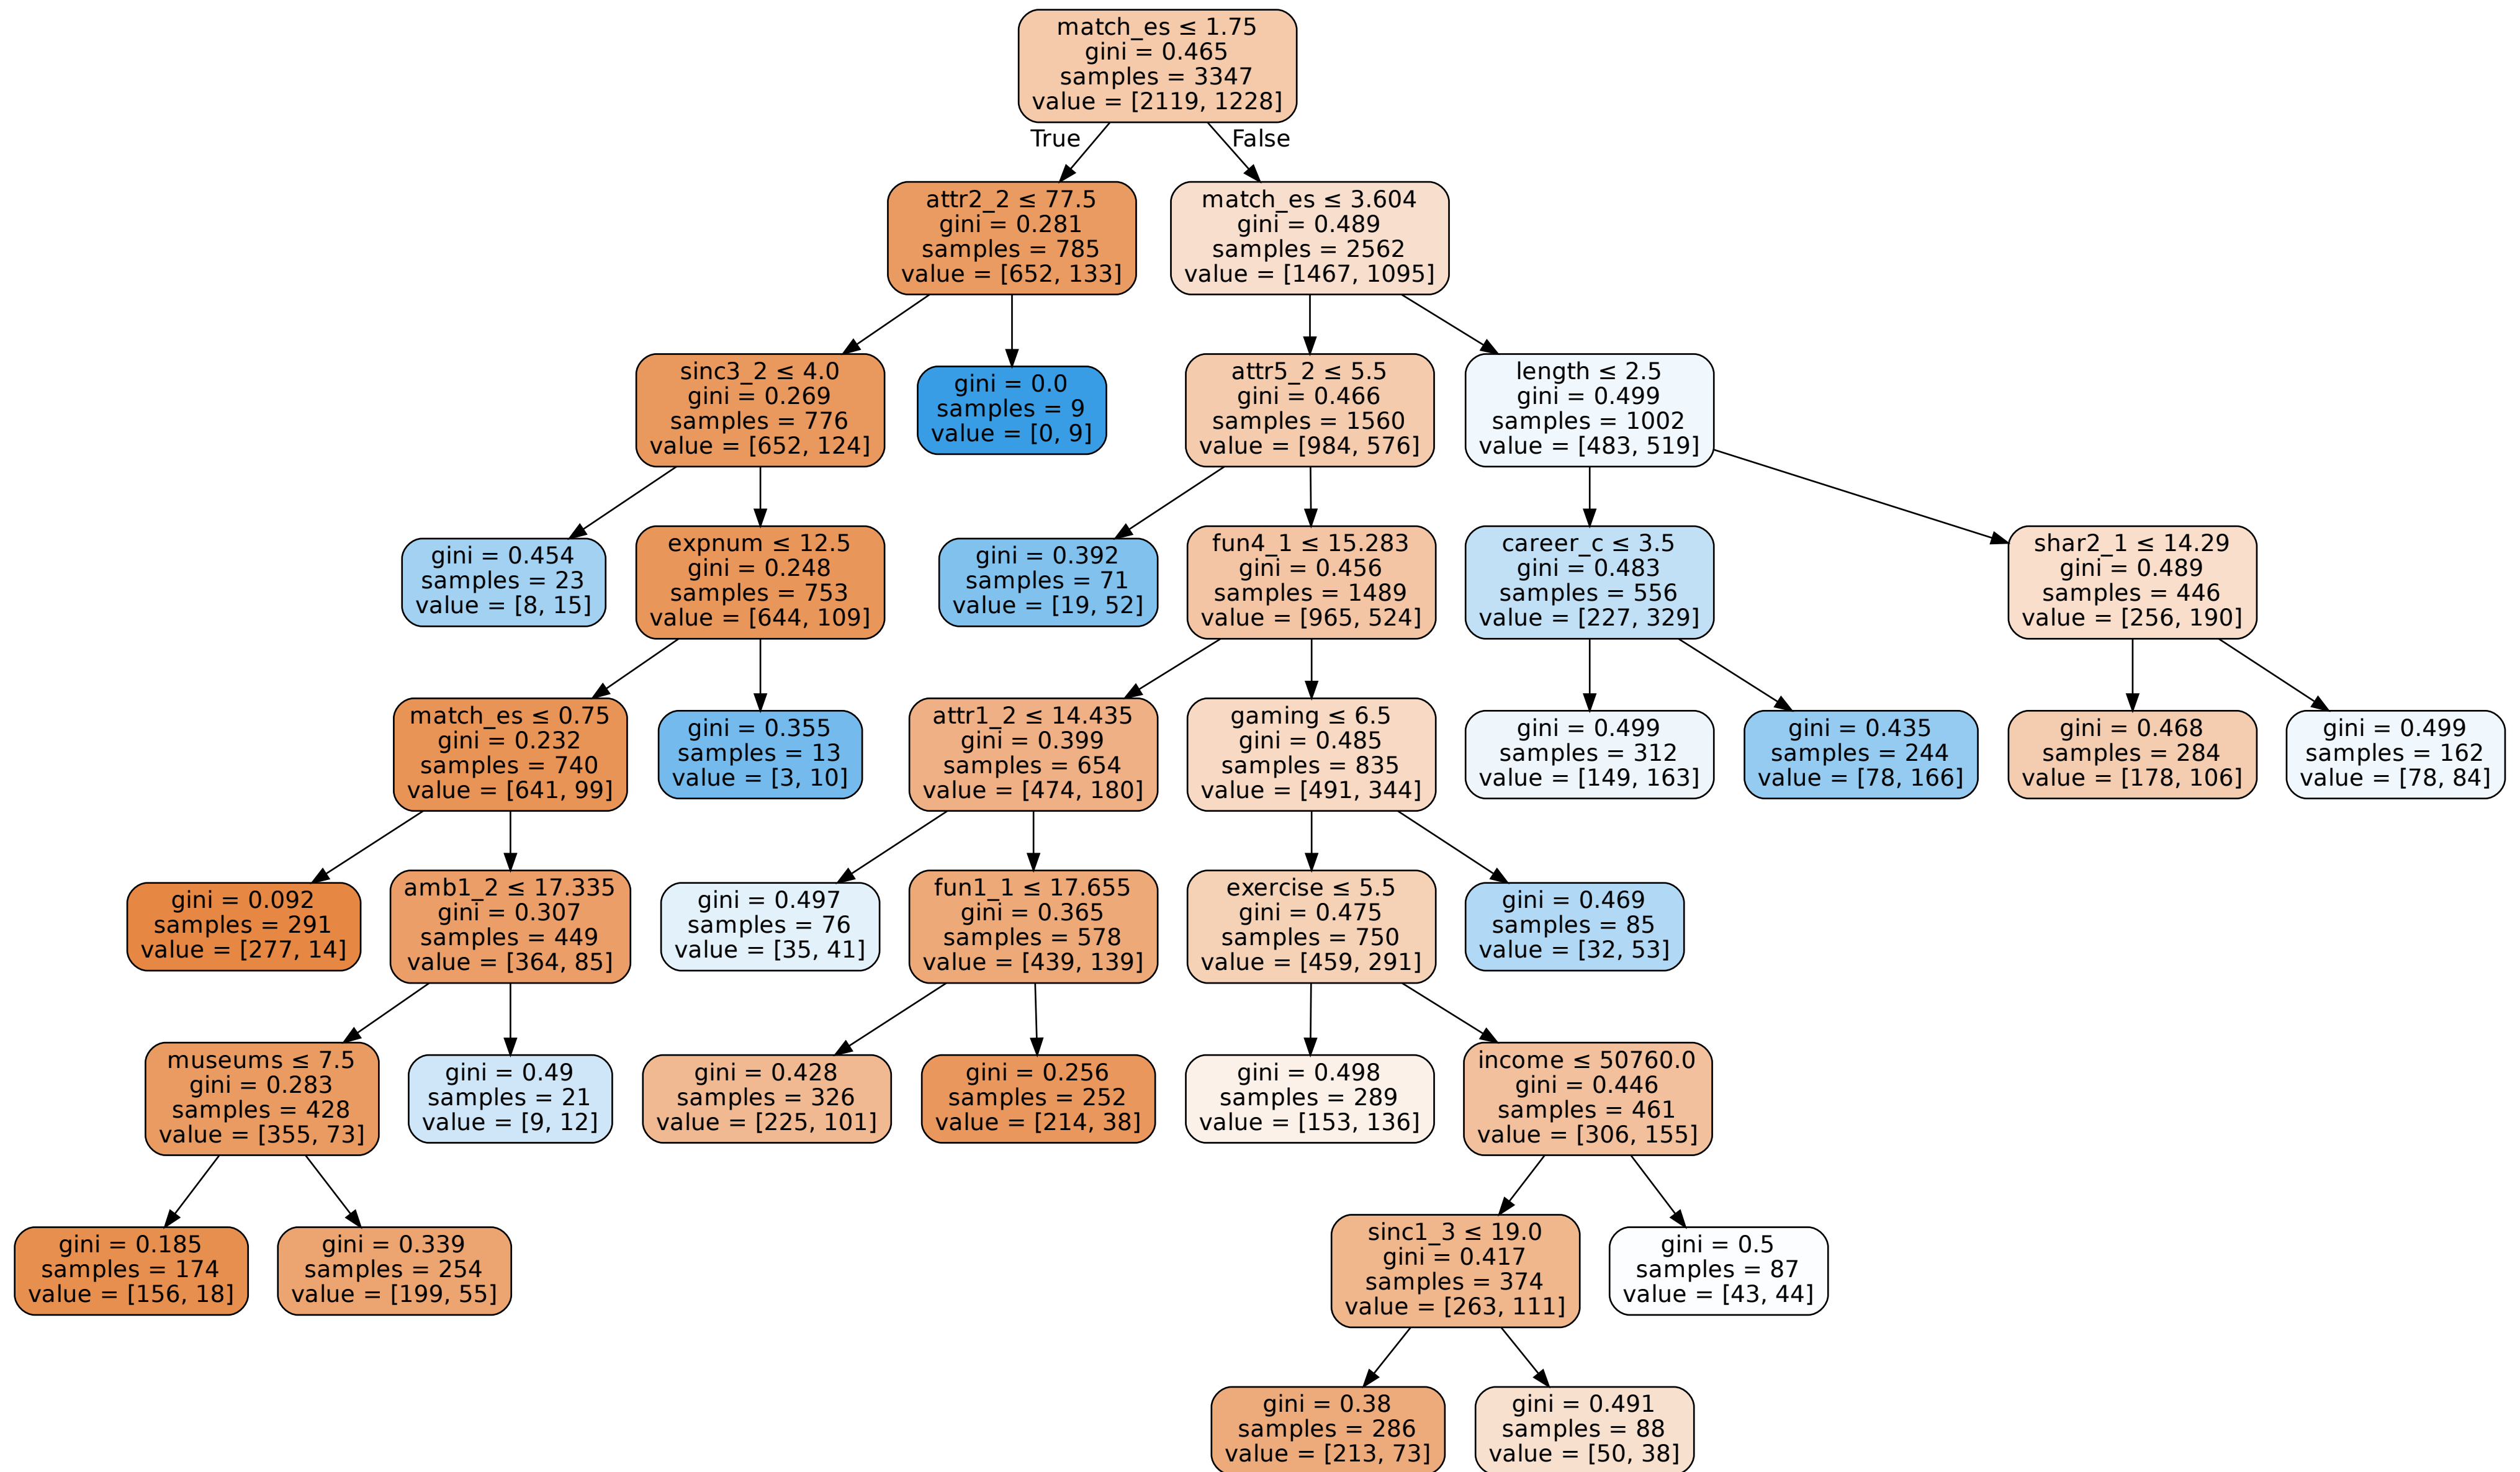 match_es ≤ 1.75
gini = 0.465
samples = 3347
value = [2119, 1228]
True
False
attr2_2 ≤ 77.5
gini = 0.281
samples = 785
value = [652, 133]
match_es ≤ 3.604
gini = 0.489
samples = 2562
value = [1467, 1095]
sinc3_2 ≤ 4.0
gini = 0.269
samples = 776
value = [652, 124]
gini = 0.0
samples = 9
value = [0, 9]
attr5_2 ≤ 5.5
gini = 0.466
samples = 1560
value = [984, 576]
length ≤ 2.5
gini = 0.499
samples = 1002
value = [483, 519]
gini = 0.454
samples = 23
value = [8, 15]
expnum ≤ 12.5
gini = 0.248
samples = 753
value = [644, 109]
gini = 0.392
samples = 71
value = [19, 52]
fun4_1 ≤ 15.283
gini = 0.456
samples = 1489
value = [965, 524]
career_c ≤ 3.5
gini = 0.483
samples = 556
value = [227, 329]
shar2_1 ≤ 14.29
gini = 0.489
samples = 446
value = [256, 190]
match_es ≤ 0.75
gini = 0.232
samples = 740
value = [641, 99]
gini = 0.355
samples = 13
value = [3, 10]
attr1_2 ≤ 14.435
gini = 0.399
samples = 654
value = [474, 180]
gaming ≤ 6.5
gini = 0.485
samples = 835
value = [491, 344]
gini = 0.499
samples = 312
value = [149, 163]
gini = 0.435
samples = 244
value = [78, 166]
gini = 0.468
samples = 284
value = [178, 106]
gini = 0.499
samples = 162
value = [78, 84]
gini = 0.092
samples = 291
value = [277, 14]
amb1_2 ≤ 17.335
gini = 0.307
samples = 449
value = [364, 85]
gini = 0.497
samples = 76
value = [35, 41]
fun1_1 ≤ 17.655
gini = 0.365
samples = 578
value = [439, 139]
exercise ≤ 5.5
gini = 0.475
samples = 750
value = [459, 291]
gini = 0.469
samples = 85
value = [32, 53]
museums ≤ 7.5
gini = 0.283
samples = 428
value = [355, 73]
gini = 0.49
samples = 21
value = [9, 12]
gini = 0.428
samples = 326
value = [225, 101]
gini = 0.256
samples = 252
value = [214, 38]
gini = 0.498
samples = 289
value = [153, 136]
income ≤ 50760.0
gini = 0.446
samples = 461
value = [306, 155]
gini = 0.185
samples = 174
value = [156, 18]
gini = 0.339
samples = 254
value = [199, 55]
sinc1_3 ≤ 19.0
gini = 0.417
samples = 374
value = [263, 111]
gini = 0.5
samples = 87
value = [43, 44]
gini = 0.38
samples = 286
value = [213, 73]
gini = 0.491
samples = 88
value = [50, 38]